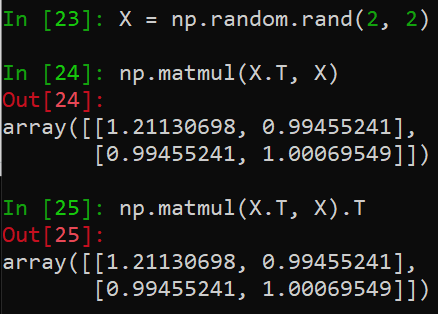 In [23]: X = np.random.rand(2, 2)
In [24]: np.matmul(X.T, X)
Out[24]:
array([[1.21130698, 0.99455241],
       [0.99455241, 1.00069549]])
In [25]: np.matmul(X.T, X).T
Out[25]:
array([[1.21130698, 0.99455241],
       [0.99455241, 1.00069549]])